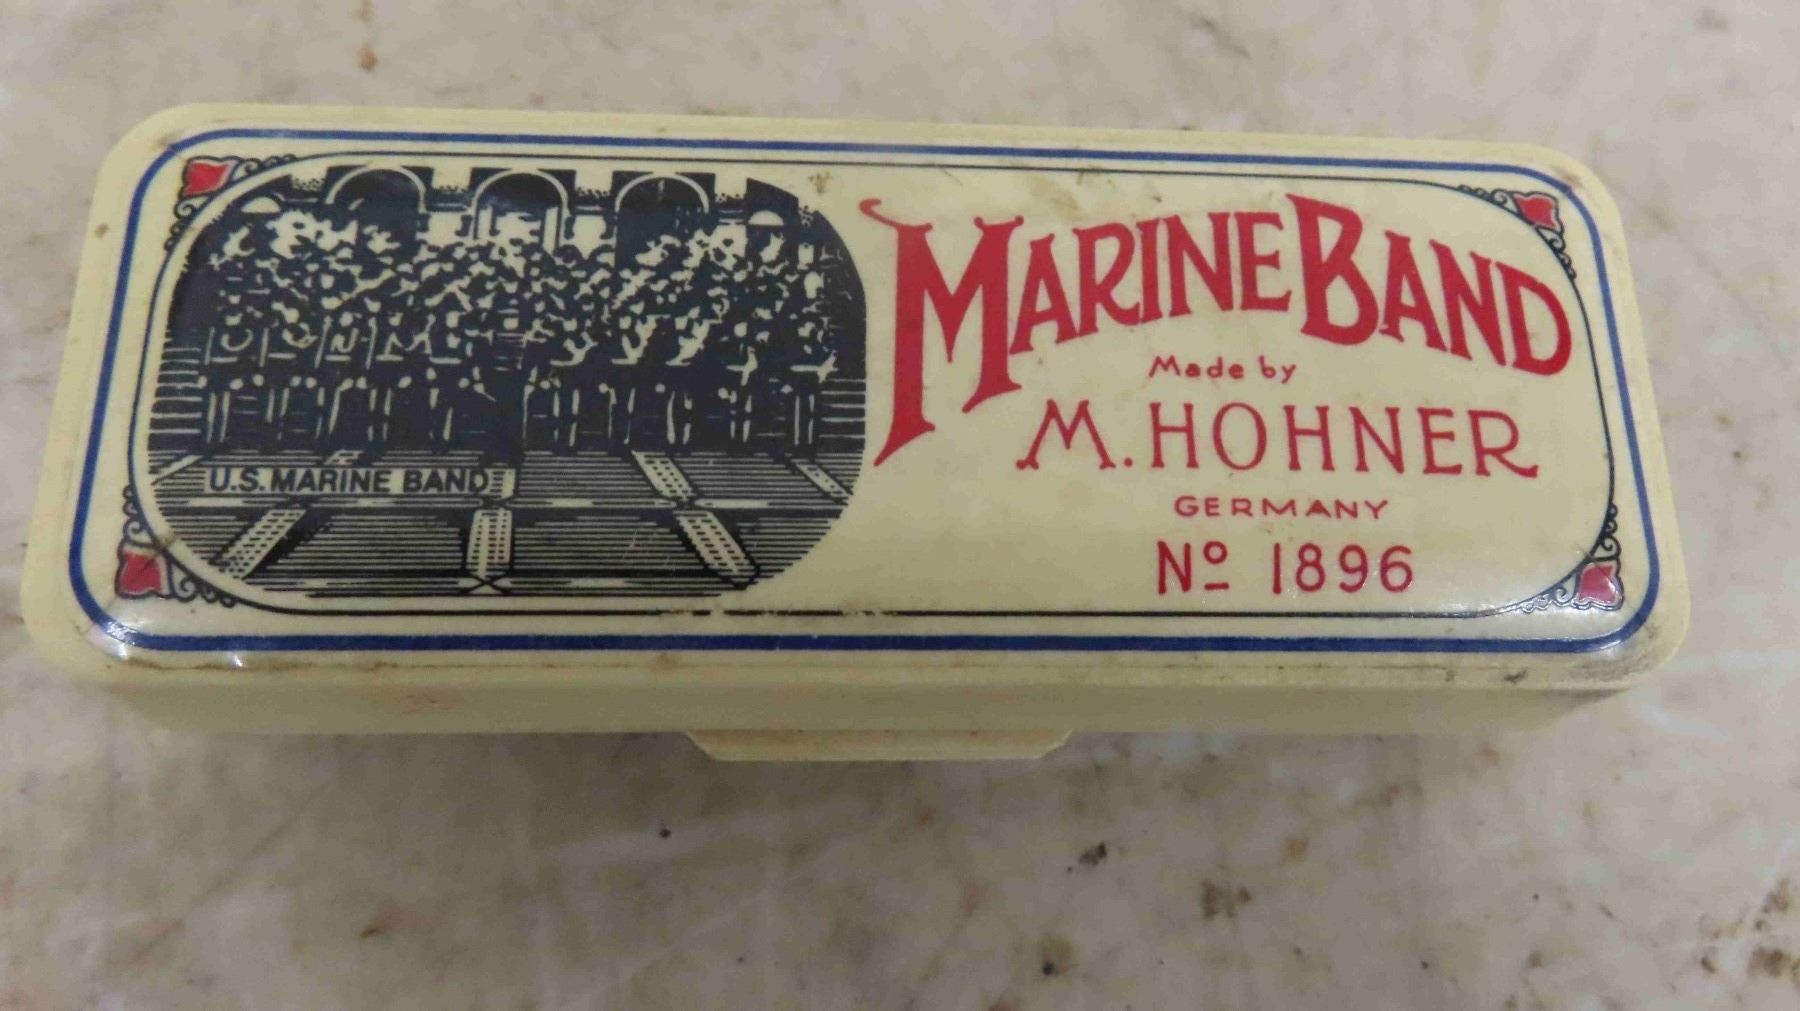 U.S. MARINE BAND
MARINE BAND
Made by
M. HOHNER
GERMANY
Nº 1896